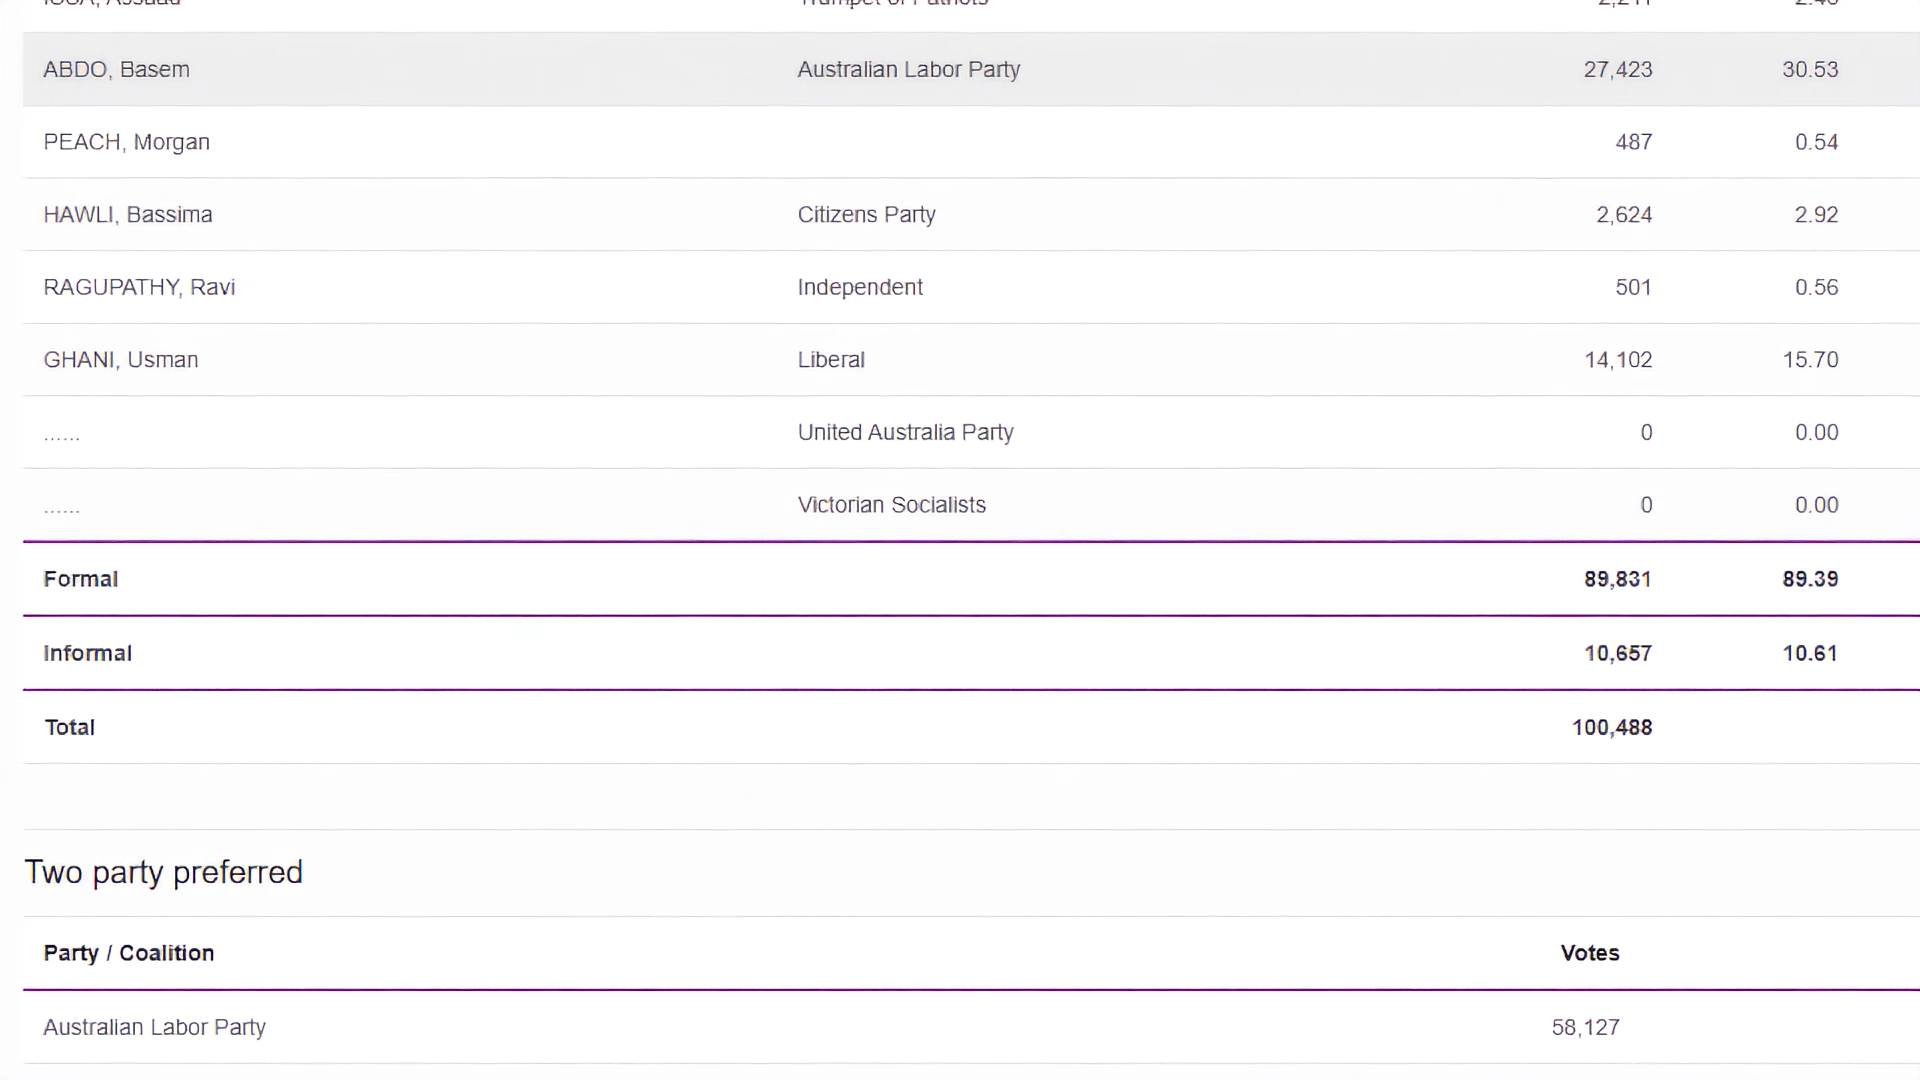 ABDO, Basem Australian Labor Party 27,423 30.53
PEACH, Morgan 487 0.54
HAWLI, Bassima Citizens Party 2,624 2.92
RAGUPATHY, Ravi Independent 501 0.56
GHANI, Usman Liberal 14,102 15.70
...... United Australia Party 0 0.00
...... Victorian Socialists 0 0.00
Formal 89,831 89.39
Informal 10,657 10.61
Total 100,488
Two party preferred
Party / Coalition Votes
Australian Labor Party 58,127